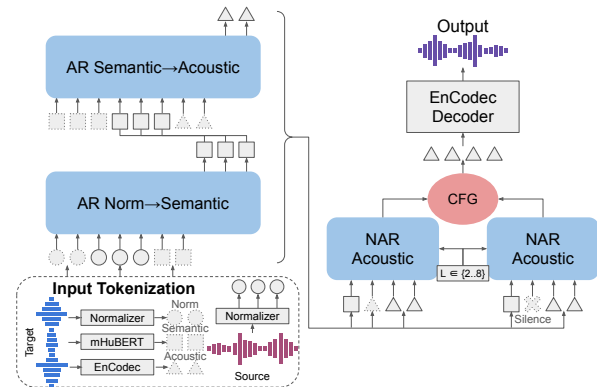 AR Semantic→Acoustic
AR Norm→Semantic
Input Tokenization
Target
Normalizer
Norm
Semantic
mHuBERT
Acoustic
EnCodec
Normalizer
Source
Output
EnCodec
Decoder
CFG
NAR
Acoustic
L ∈ {2..8}
NAR
Acoustic
Silence